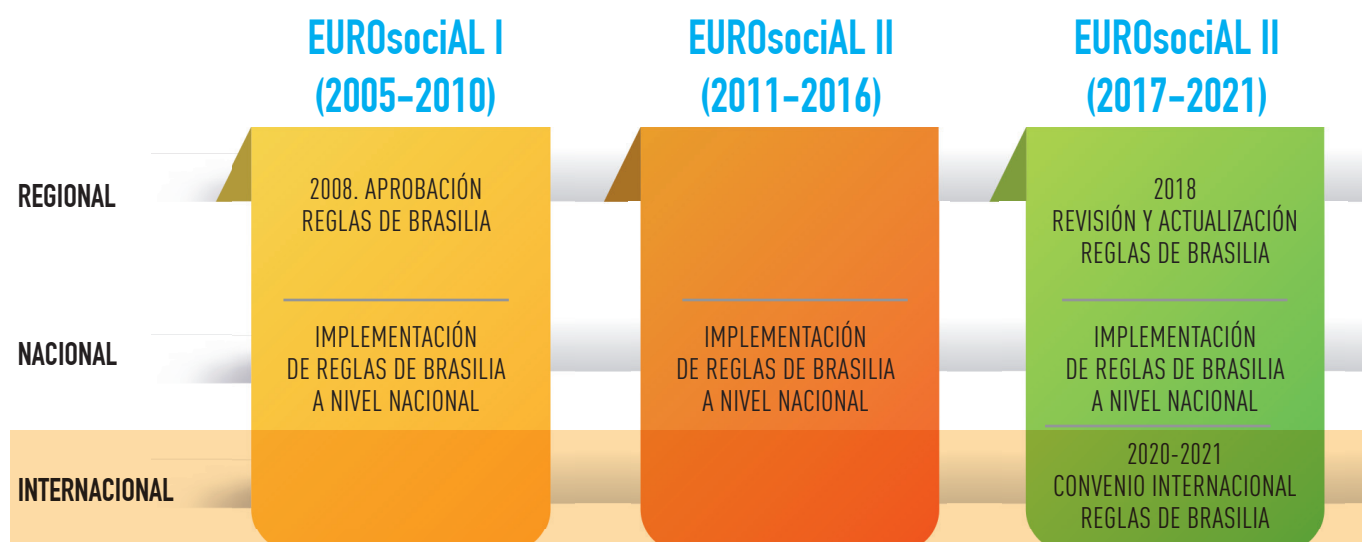 EUROsociAL I
(2005-2010)
EUROsociAL II
(2011-2016)
EUROsociAL II
(2017-2021)
REGIONAL
2008. APROBACIÓN
REGLAS DE BRASILIA
2018
REVISIÓN Y ACTUALIZACIÓN
REGLAS DE BRASILIA
NACIONAL
IMPLEMENTACIÓN
DE REGLAS DE BRASILIA
A NIVEL NACIONAL
IMPLEMENTACIÓN
DE REGLAS DE BRASILIA
A NIVEL NACIONAL
IMPLEMENTACIÓN
DE REGLAS DE BRASILIA
A NIVEL NACIONAL
INTERNACIONAL
2020-2021
CONVENIO INTERNACIONAL
REGLAS DE BRASILIA